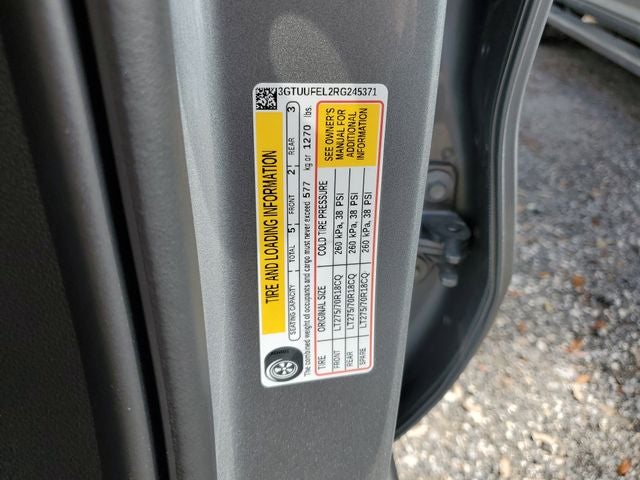 3GTUUFEL2RG245371
TIRE AND LOADING INFORMATION
SEATING CAPACITY TOTAL 5 FRONT 2 REAR 3
The combined weight of occupants and cargo must never exceed 577 kg or 1270 lbs.
TIRE ORIGINAL SIZE COLD TIRE PRESSURE
FRONT LT275/70R18CQ 260 kPa, 38 PSI
REAR LT275/70R18CQ 260 kPa, 38 PSI
SPARE LT275/70R18CQ 260 kPa, 38 PSI
SEE OWNER'S
MANUAL FOR
ADDITIONAL
INFORMATION